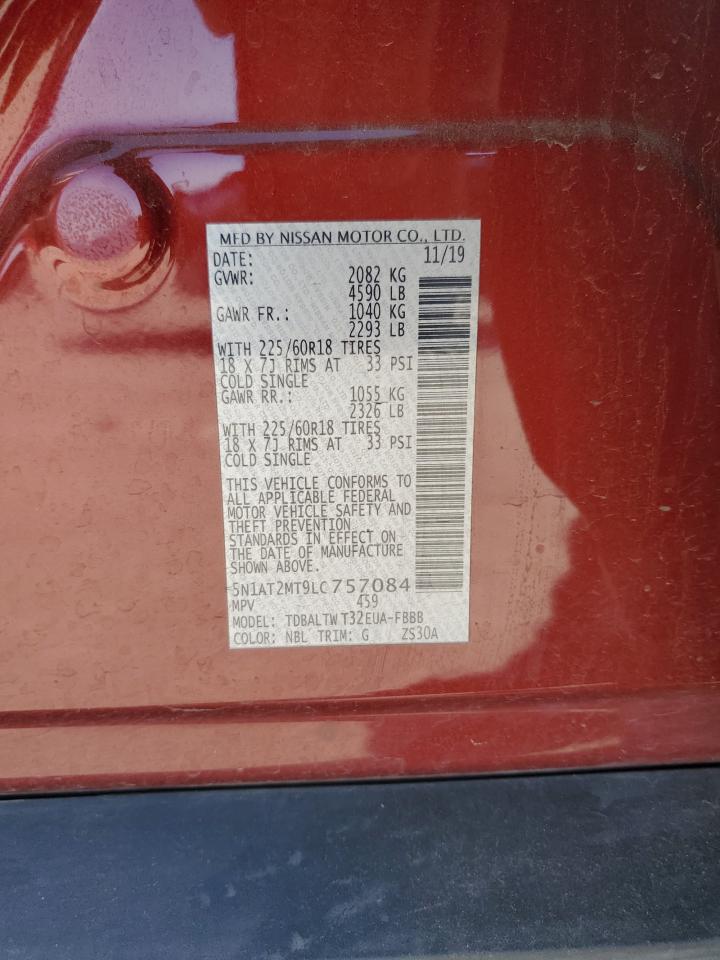 MFD BY NISSAN MOTOR CO., LTD.
DATE: 11/19
GVWR: 2082 KG
4590 LB
GAWR FR.: 1040 KG
2293 LB
WITH 225/60R18 TIRES
18 X 7J RIMS AT 33 PSI
COLD SINGLE
GAWR RR.: 1055 KG
2326 LB
WITH 225/60R18 TIRES
18 X 7J RIMS AT 33 PSI
COLD SINGLE
THIS VEHICLE CONFORMS TO
ALL APPLICABLE FEDERAL
MOTOR VEHICLE SAFETY AND
THEFT PREVENTION
STANDARDS IN EFFECT ON
THE DATE OF MANUFACTURE
SHOWN ABOVE.
5N1AT2MT9LC757084
MPV 459
MODEL: TDBALTW T32EUA-FBBB
COLOR: NBL TRIM: G ZS30A